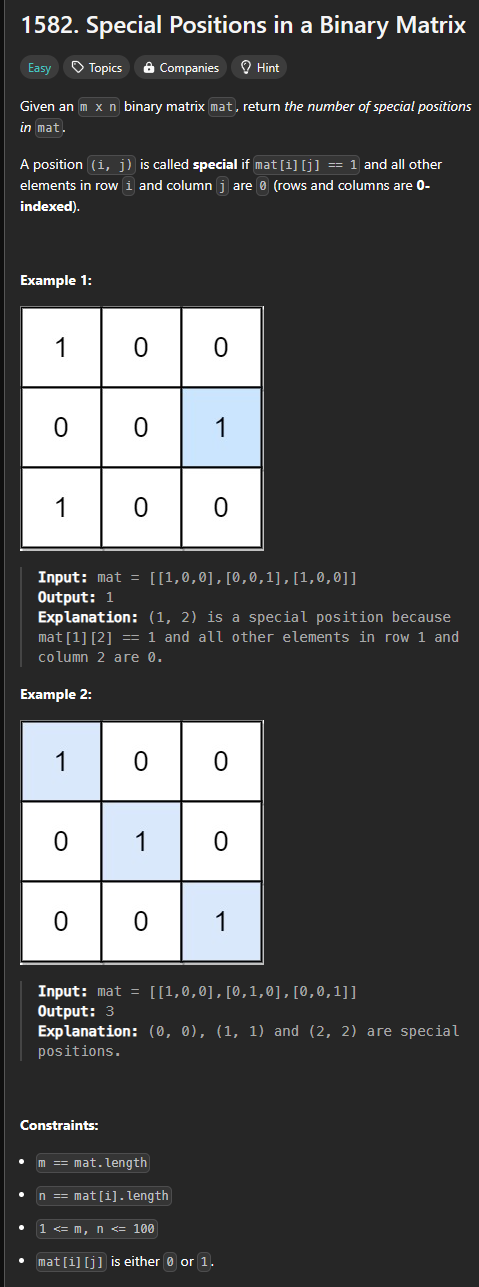 1582. Special Positions in a Binary Matrix
Easy Topics Companies Hint
Given an m x n binary matrix mat, return the number of special positions
in mat.
A position (i, j) is called special if mat[i][j] == 1 and all other
elements in row i and column j are 0 (rows and columns are 0-
indexed).
Example 1:
1 0 0
0 0 1
1 0 0
Input: mat = [[1,0,0],[0,0,1],[1,0,0]]
Output: 1
Explanation: (1, 2) is a special position because
mat[1][2] == 1 and all other elements in row 1 and
column 2 are 0.
Example 2:
1 0 0
0 1 0
0 0 1
Input: mat = [[1,0,0],[0,1,0],[0,0,1]]
Output: 3
Explanation: (0, 0), (1, 1) and (2, 2) are special
positions.
Constraints:
• m == mat.length
• n == mat[i].length
• 1 <= m, n <= 100
• mat[i][j] is either 0 or 1.